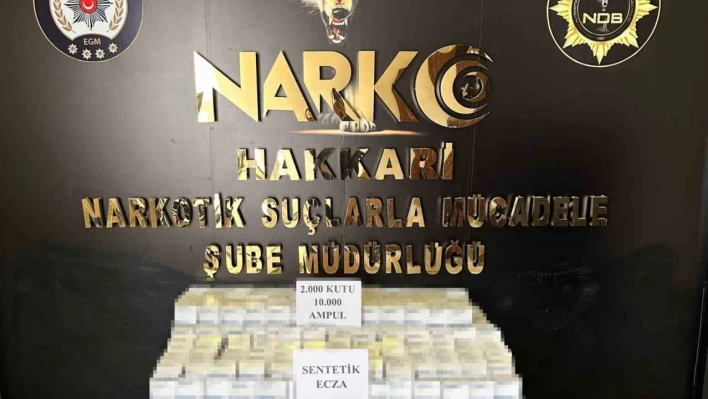 EGM
NDB
NARKO
HAKKARİ
NARKOTİK SUÇLARLA MÜCADELE
ŞUBE MÜDÜRLÜĞÜ
2.000 KUTU
10.000
AMPUL
SENTETİK
ECZA